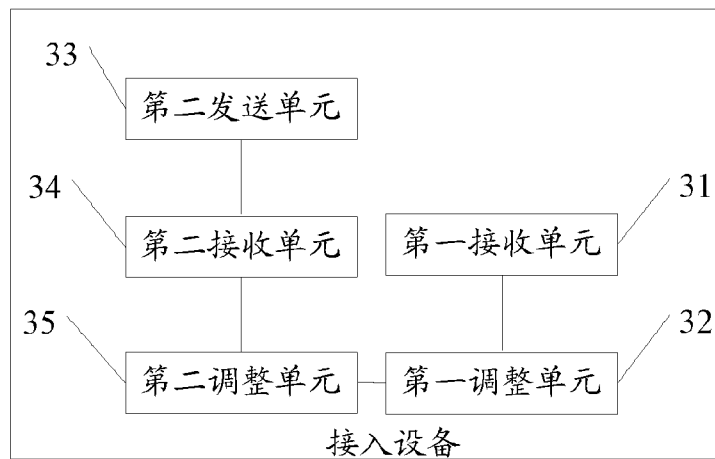 33
第二发送单元
34
31
第二接收单元
第一接收单元
35
32
第二调整单元
第一调整单元
接入设备